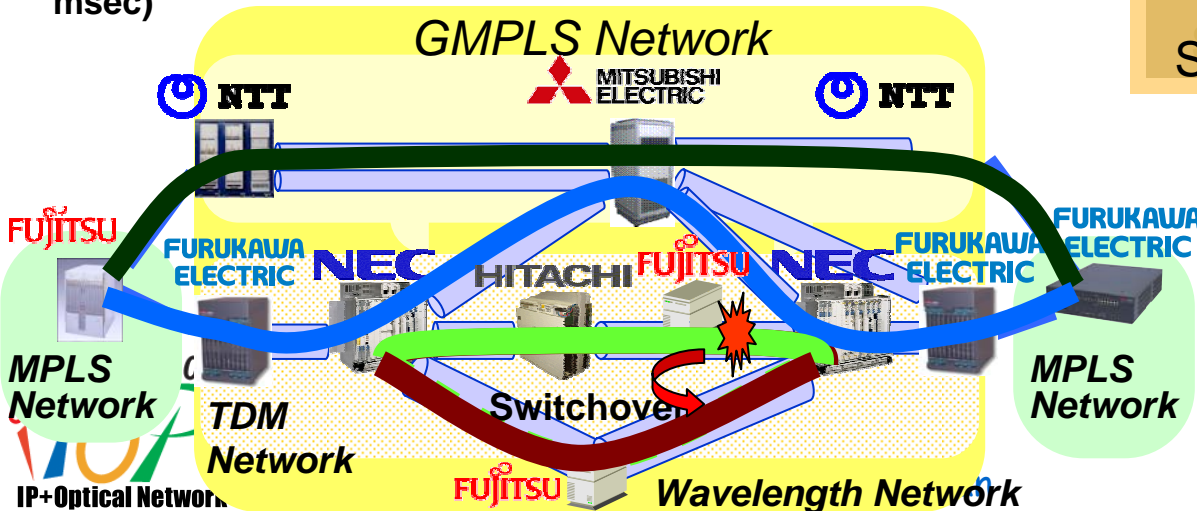 msec)
GMPLS Network
S
NTT
MITSUBISHI
ELECTRIC
NTT
FUJITSU
FURUKAWA
ELECTRIC
NEC
HITACHI
FUJITSU
NEC
FURUKAWA
ELECTRIC
FURUKAWA
ELECTRIC
MPLS
Network
TDM
Network
Switchover
MPLS
Network
FUJITSU
Wavelength Network
IP+Optical Network